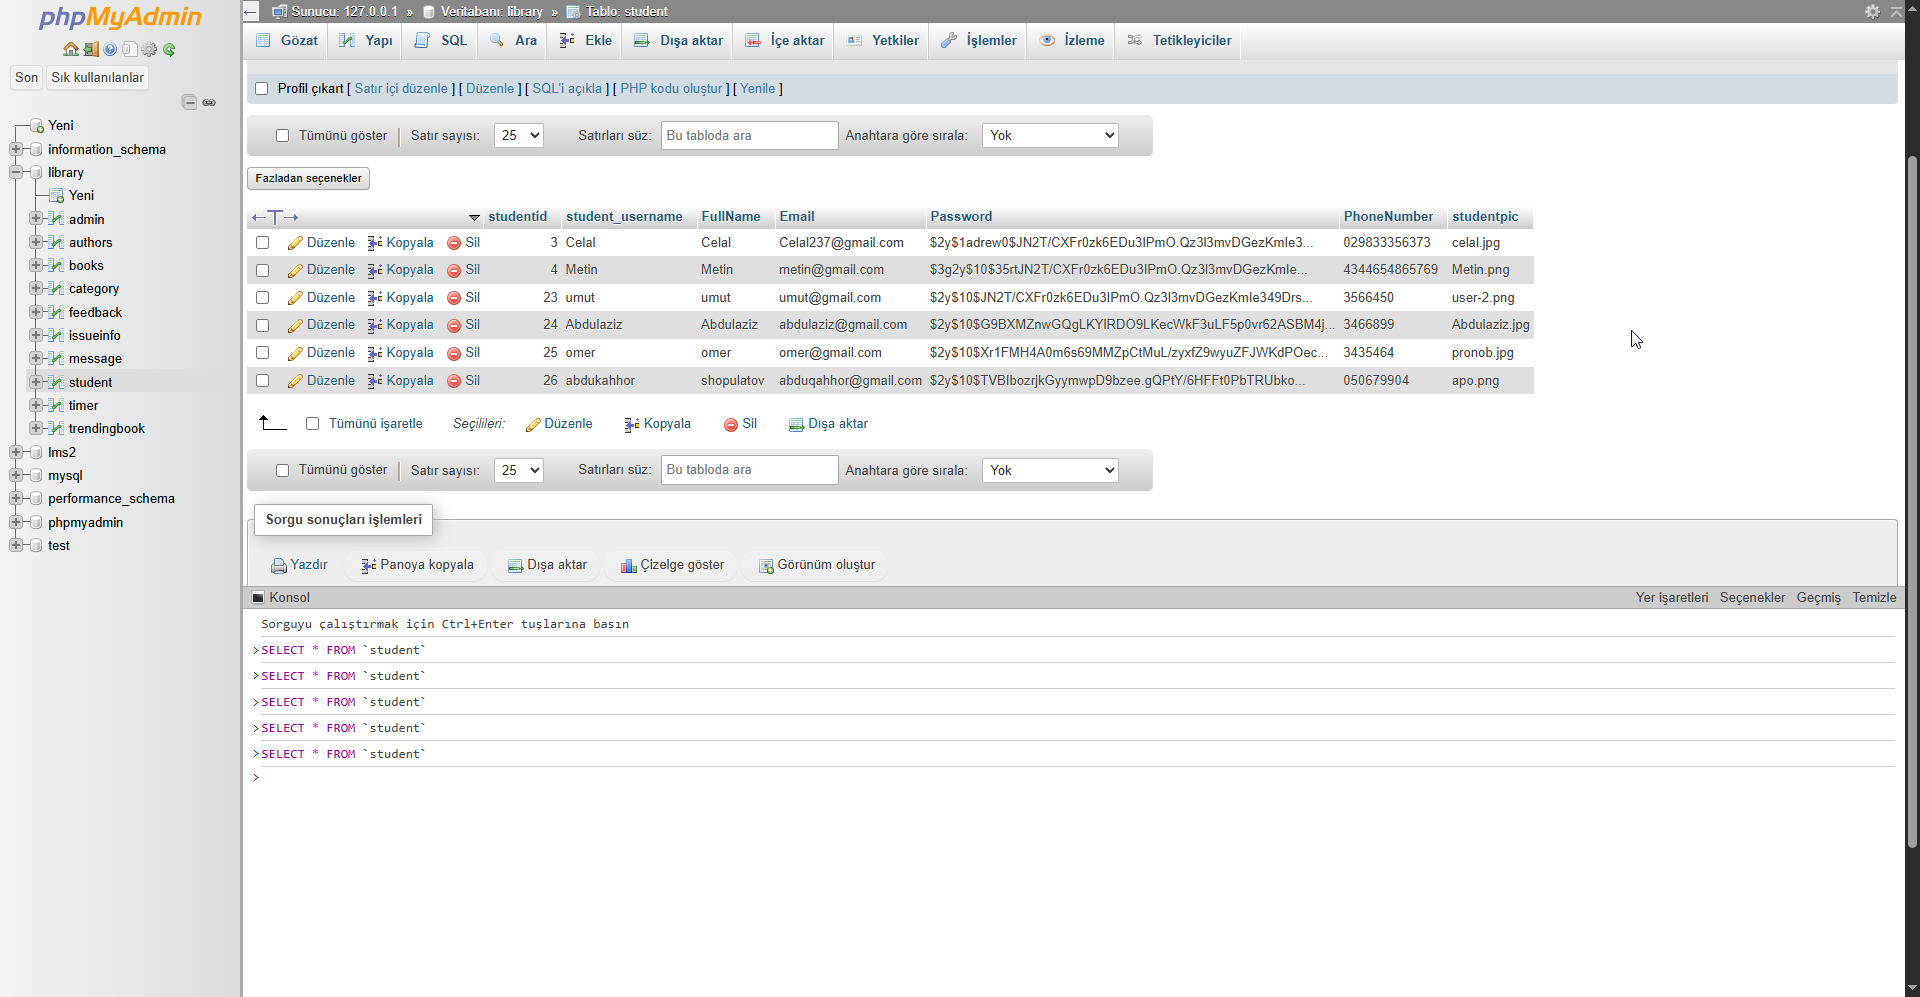 phpMyAdmin
Son
Sık kullanılanlar
Yeni
information_schema
library
Yeni
admin
authors
books
category
feedback
issueinfo
message
student
timer
trendingbook
lms2
mysql
performance_schema
phpmyadmin
test
Sunucu: 127.0.0.1 » Veritabanı: library » Tablo: student
Gözat Yapı SQL Ara Ekle Dışa aktar İçe aktar Yetkiler İşlemler İzleme Tetikleyiciler
Profil çıkart [ Satır içi düzenle ] [ Düzenle ] [ SQL'i açıkla ] [ PHP kodu oluştur ] [ Yenile ]
Tümünü göster Satır sayısı: 25 Satırları süz: Bu tabloda ara Anahtara göre sırala: Yok
Fazladan seçenekler
←T→ studentid student_username FullName Email Password PhoneNumber studentpic
Düzenle Kopyala Sil 3 Celal Celal Celal237@gmail.com $2y$1adrew0$JN2T/CXFr0zk6EDu3IPmO.Qz3l3mvDGezKmIe3... 029833356373 celal.jpg
Düzenle Kopyala Sil 4 Metin Metin metin@gmail.com $3g2y$10$35rtJN2T/CXFr0zk6EDu3IPmO.Qz3l3mvDGezKmIe... 4344654865769 Metin.png
Düzenle Kopyala Sil 23 umut umut umut@gmail.com $2y$10$JN2T/CXFr0zk6EDu3IPmO.Qz3l3mvDGezKmIe349Drs... 3566450 user-2.png
Düzenle Kopyala Sil 24 Abdulaziz Abdulaziz abdulaziz@gmail.com $2y$10$G9BXMZnwGQgLKYIRDO9LKecWkF3uLF5p0vr62ASBM4j... 3466899 Abdulaziz.jpg
Düzenle Kopyala Sil 25 omer omer omer@gmail.com $2y$10$Xr1FMH4A0m6s69MMZpCtMuL/zyxfZ9wyuZFJWKdPOec... 3435464 pronob.jpg
Düzenle Kopyala Sil 26 abdukahhor shopulatov abduqahhor@gmail.com $2y$10$TVBIbozrjkGyymwpD9bzee.gQPtY/6HFFt0PbTRUbko... 050679904 apo.png
Tümünü işaretle Seçilileri: Düzenle Kopyala Sil Dışa aktar
Tümünü göster Satır sayısı: 25 Satırları süz: Bu tabloda ara Anahtara göre sırala: Yok
Sorgu sonuçları işlemleri
Yazdır Panoya kopyala Dışa aktar Çizelge göster Görünüm oluştur
Konsol Yer işaretleri Seçenekler Geçmiş Temizle
Sorguyu çalıştırmak için Ctrl+Enter tuşlarına basın
>SELECT * FROM `student`
>SELECT * FROM `student`
>SELECT * FROM `student`
>SELECT * FROM `student`
>SELECT * FROM `student`
>